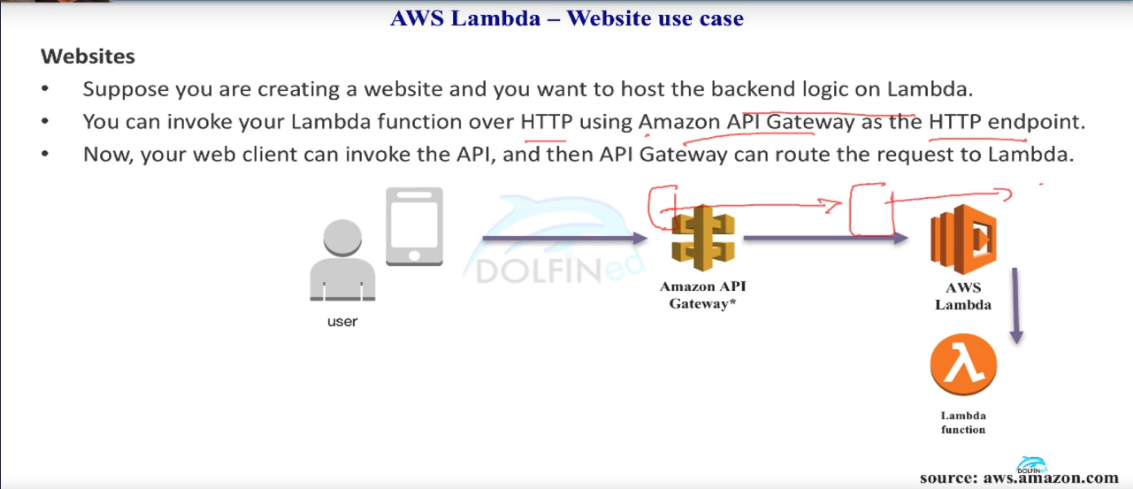 AWS Lambda – Website use case
Websites
• Suppose you are creating a website and you want to host the backend logic on Lambda.
• You can invoke your Lambda function over HTTP using Amazon API Gateway as the HTTP endpoint.
• Now, your web client can invoke the API, and then API Gateway can route the request to Lambda.
DOLFINed
user
Amazon API
Gateway*
AWS
Lambda
λ
Lambda
function
DOLFINed
source: aws.amazon.com